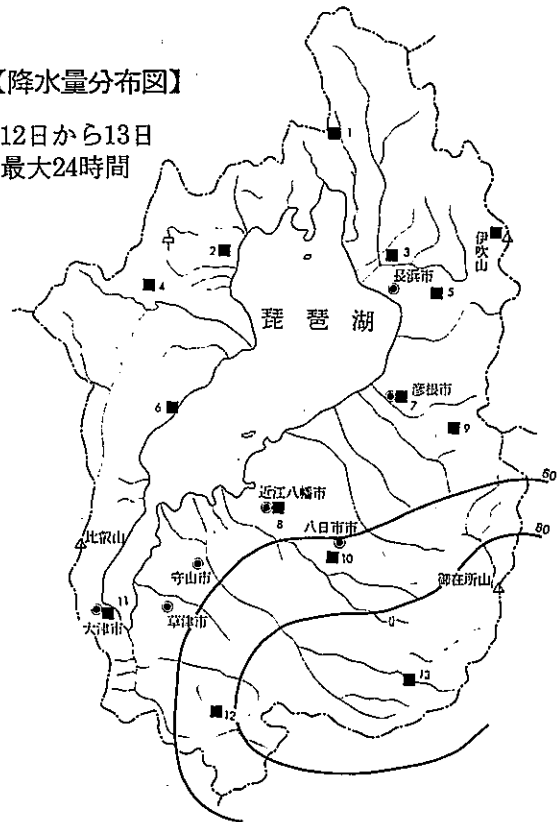 【降水量分布図】
12日から13日
最大24時間
1
2
3
伊吹山
長浜市
4
5
琵琶湖
彦根市
7
6
9
50
近江八幡市
8
八日市市
80
10
比叡山
守山市
御在所山
11
大津市
草津市
13
12